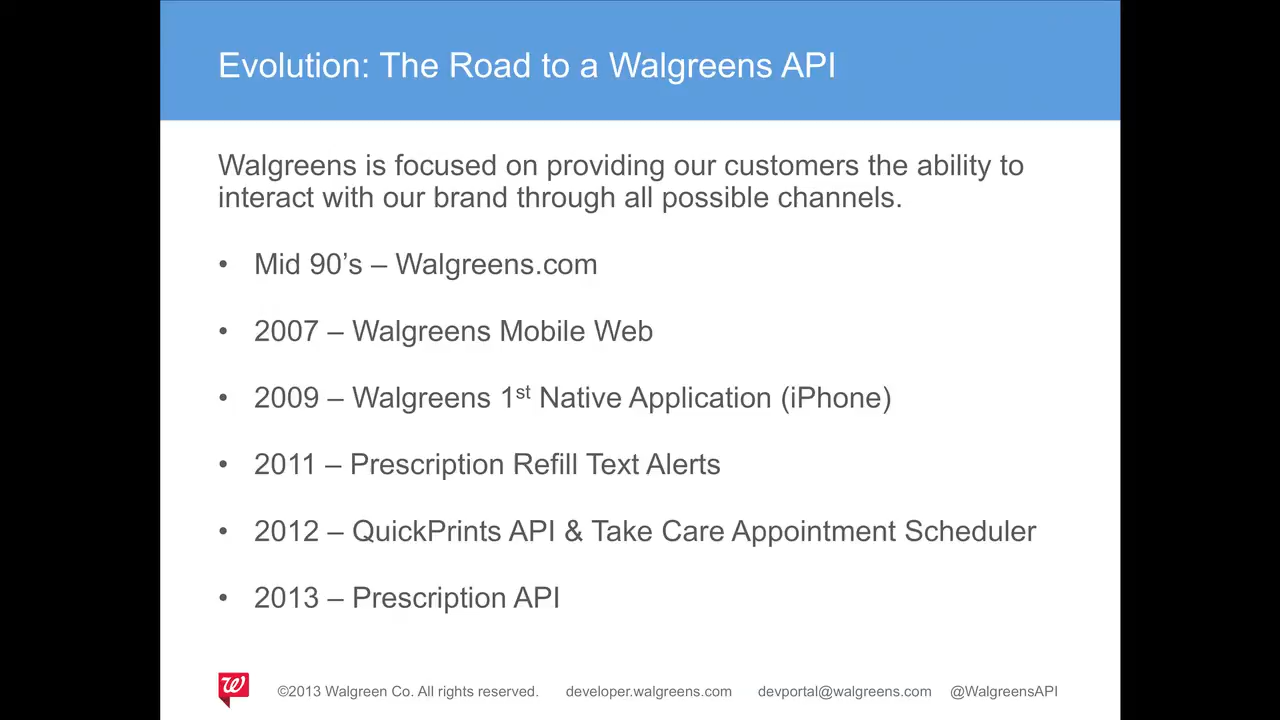 Evolution: The Road to a Walgreens API
Walgreens is focused on providing our customers the ability to
interact with our brand through all possible channels.
• Mid 90’s – Walgreens.com
• 2007 – Walgreens Mobile Web
• 2009 – Walgreens 1st Native Application (iPhone)
• 2011 – Prescription Refill Text Alerts
• 2012 – QuickPrints API & Take Care Appointment Scheduler
• 2013 – Prescription API
W ©2013 Walgreen Co. All rights reserved. developer.walgreens.com devportal@walgreens.com @WalgreensAPI